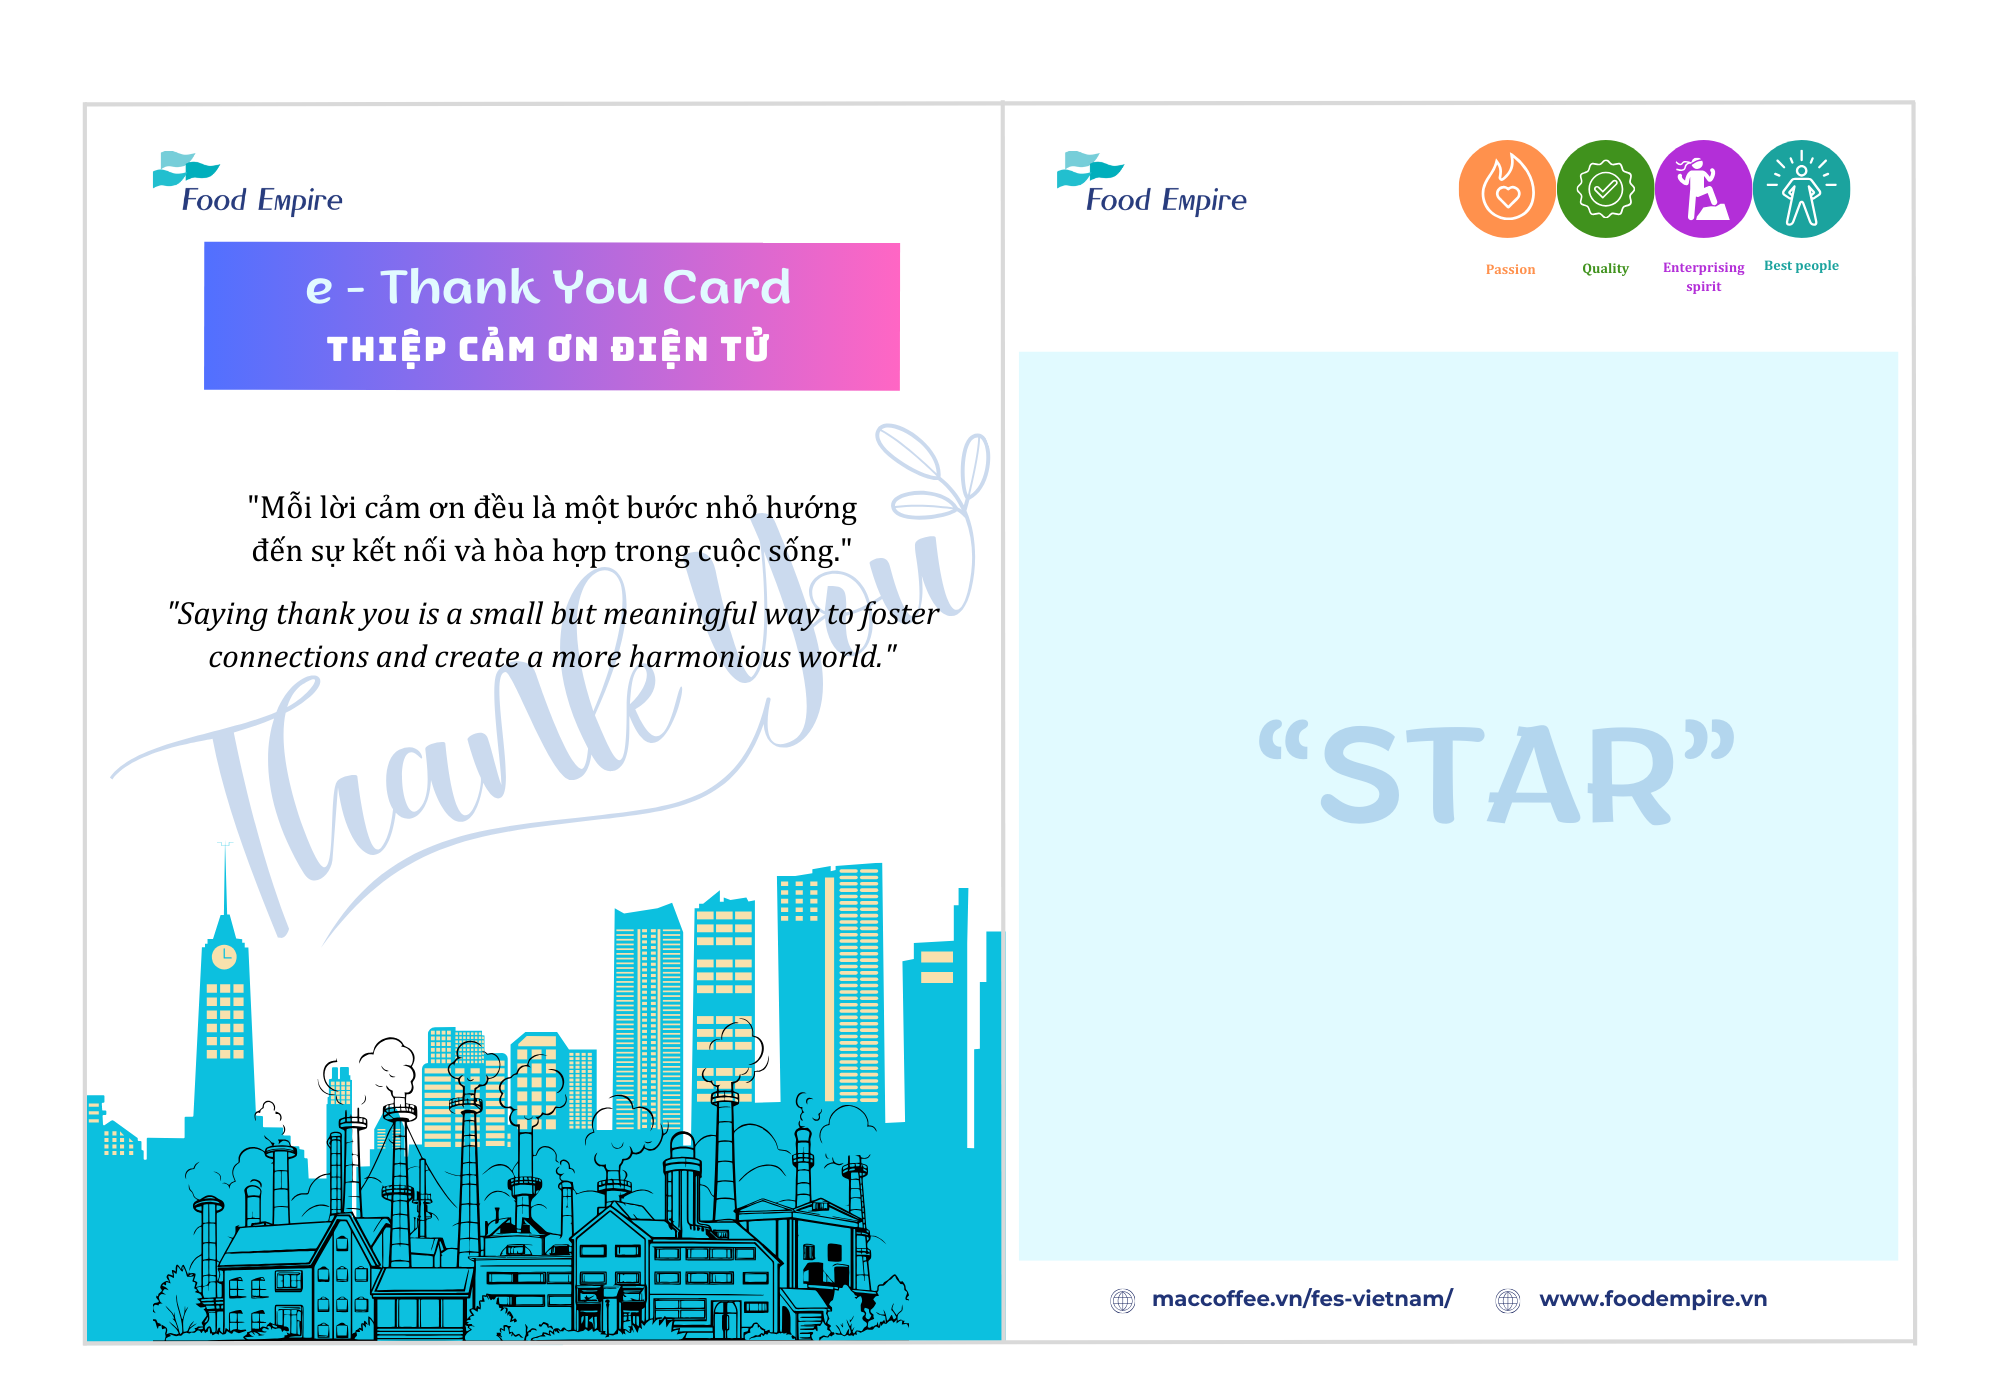 Food Empire
e - Thank You Card
THIỆP CẢM ƠN ĐIỆN TỬ
"Mỗi lời cảm ơn đều là một bước nhỏ hướng
đến sự kết nối và hòa hợp trong cuộc sống."
"Saying thank you is a small but meaningful way to foster
connections and create a more harmonious world."
Thank You
Food Empire
Passion
Quality
Enterprising
spirit
Best people
“STAR”
maccoffee.vn/fes-vietnam/
www.foodempire.vn